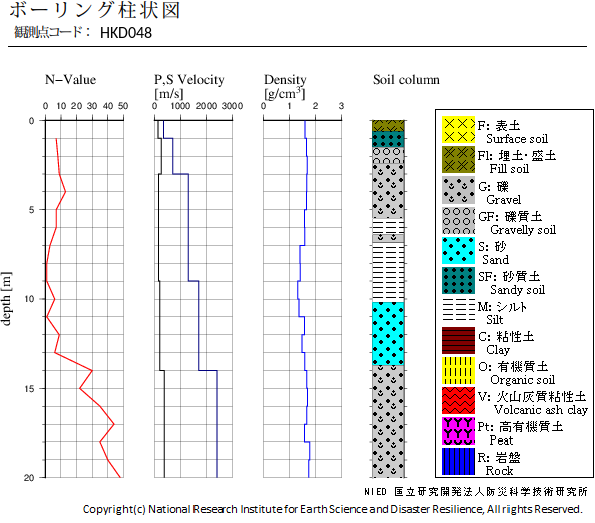 ボーリング柱状図
観測点コード： HKD048
N−Value
0 10 20 30 40 50
P,S Velocity
[m/s]
0 1000 2000 3000
Density
[g/cm3]
0 1 2 3
Soil column
depth [m]
0
5
10
15
20
F: 表土
Surface soil
Fl: 埋土・盛土
Fill soil
G: 礫
Gravel
GF: 礫質土
Gravelly soil
S: 砂
Sand
SF: 砂質土
Sandy soil
M: シルト
Silt
C: 粘性土
Clay
O: 有機質土
Organic soil
V: 火山灰質粘性土
Volcanic ash clay
Pt: 高有機質土
Peat
R: 岩盤
Rock
NIED 国立研究開発法人防災科学技術研究所
Copyright(c) National Research Institute for Earth Science and Disaster Resilience, All rights Reserved.